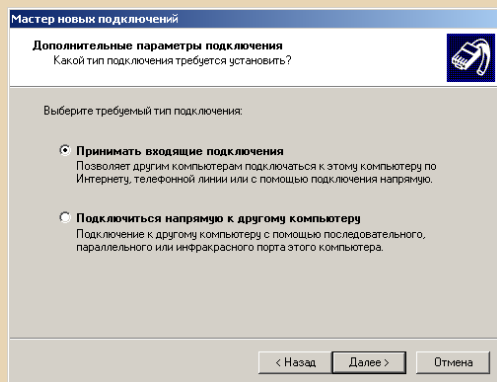 Мастер новых подключений
Дополнительные параметры подключения
Какой тип подключения требуется установить?
Выберите требуемый тип подключения:
Принимать входящие подключения
Позволяет другим компьютерам подключаться к этому компьютеру по
Интернету, телефонной линии или с помощью подключения напрямую.
Подключиться напрямую к другому компьютеру
Подключение к другому компьютеру с помощью последовательного,
параллельного или инфракрасного порта этого компьютера.
< Назад Далее > Отмена